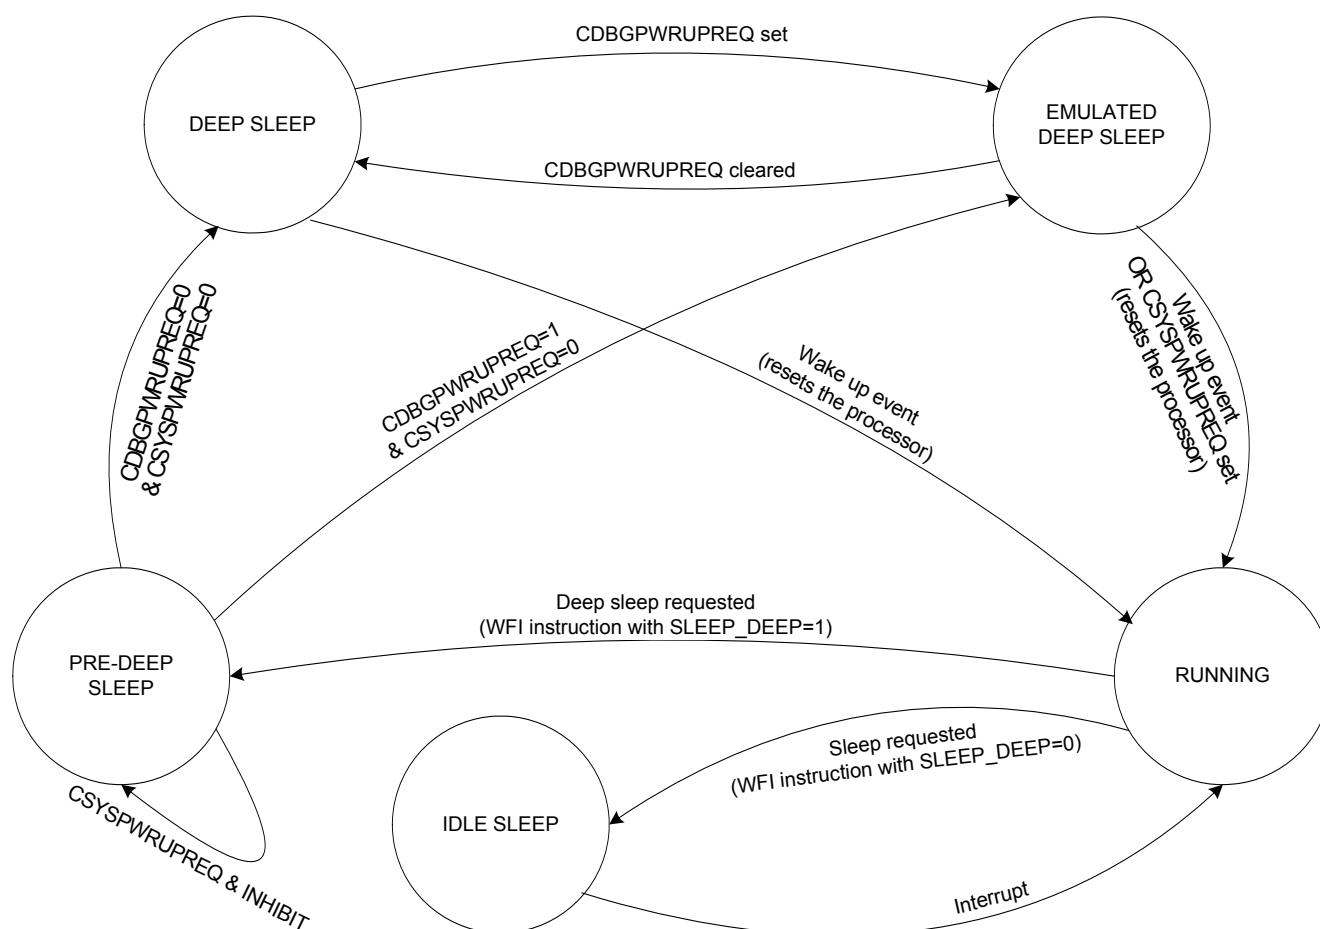 CDBGPWRUPREQ set
DEEP SLEEP
EMULATED
DEEP SLEEP
CDBGPWRUPREQ cleared
CDBGPWRUPREQ=0
& CSYSPWRUPREQ=0
CDBGPWRUPREQ=1
& CSYSPWRUPREQ=0
Wake up event
(resets the processor)
Wake up event
OR CSYSPWRUPREQ set
(resets the processor)
Deep sleep requested
(WFI instruction with SLEEP_DEEP=1)
PRE-DEEP
SLEEP
RUNNING
Sleep requested
(WFI instruction with SLEEP_DEEP=0)
IDLE SLEEP
CSYSPWRUPREQ & INHIBIT
Interrupt